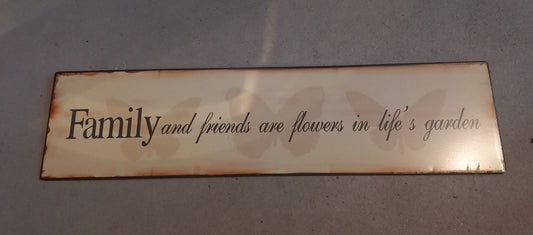 Family and friends are flowers in life's garden